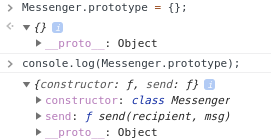 > Messenger.prototype = {};
< ▼ {} i
▶ __proto__: Object
> console.log(Messenger.prototype);
▼ {constructor: ƒ, send: ƒ} i
▶ constructor: class Messenger
▶ send: ƒ send(recipient, msg)
▶ __proto__: Object